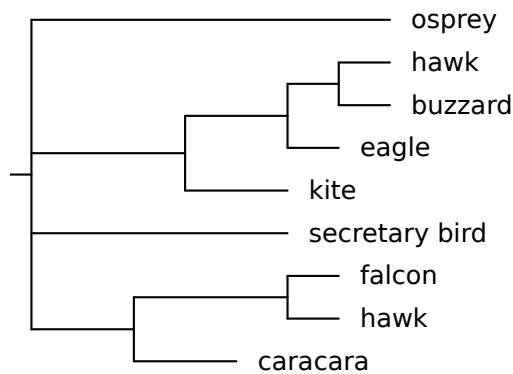 osprey
hawk
buzzard
eagle
kite
secretary bird
falcon
hawk
caracara